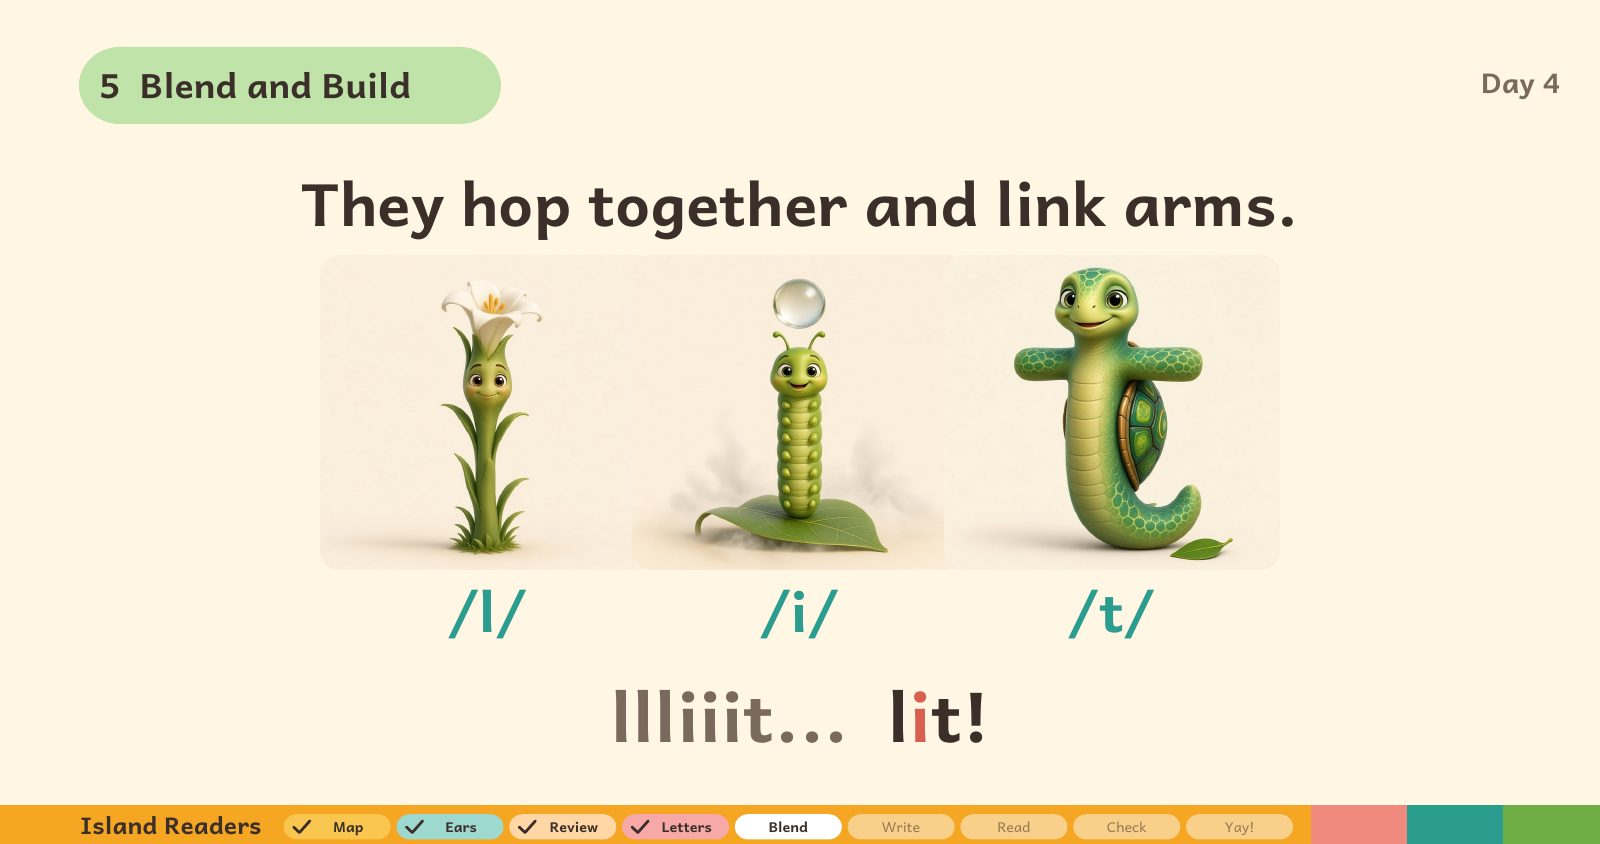 5 Blend and Build
Day 4
They hop together and link arms.
/l/ /i/ /t/
llliiit... lit!
Island Readers Map Ears Review Letters Blend Write Read Check Yay!